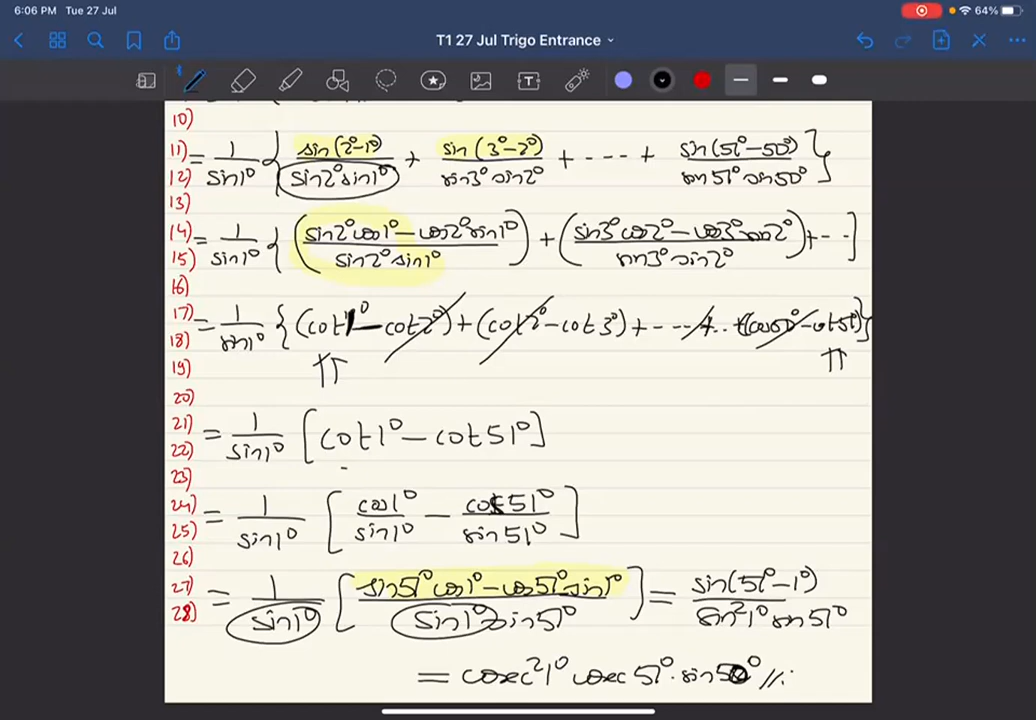 6:06 PM Tue 27 Jul 64%
T1 27 Jul Trigo Entrance
10)
11) = 1/sin1° { sin(2°-1°)/sin2° sin1° + sin(3°-2°)/sin3° sin2° + ---- + sin(51°-50°)/sin51° sin50° }
12)
13)
14) = 1/sin1° { (sin2° cos1° - cos2° sin1°/sin2° sin1°) + (sin3° cos2° - cos3° sin2°/sin3° sin2°) + --- ]
15)
16)
17) = 1/sin1° { (cot1° - cot2°) + (cot2° - cot3°) + ---- + .. +(cot50° - cot51°) }
18)
19)
20)
21) = 1/sin1° [ cot1° - cot51° ]
22)
23)
24) = 1/sin1° [ cos1°/sin1° - cos51°/sin51° ]
25)
26)
27) = 1/sin1° [ sin51° cos1° - cos51° sin1°/sin1° sin51° ] = sin(51°-1°)/sin²1° sin51°
28)
= cosec²1° cosec51°. sin50° //.